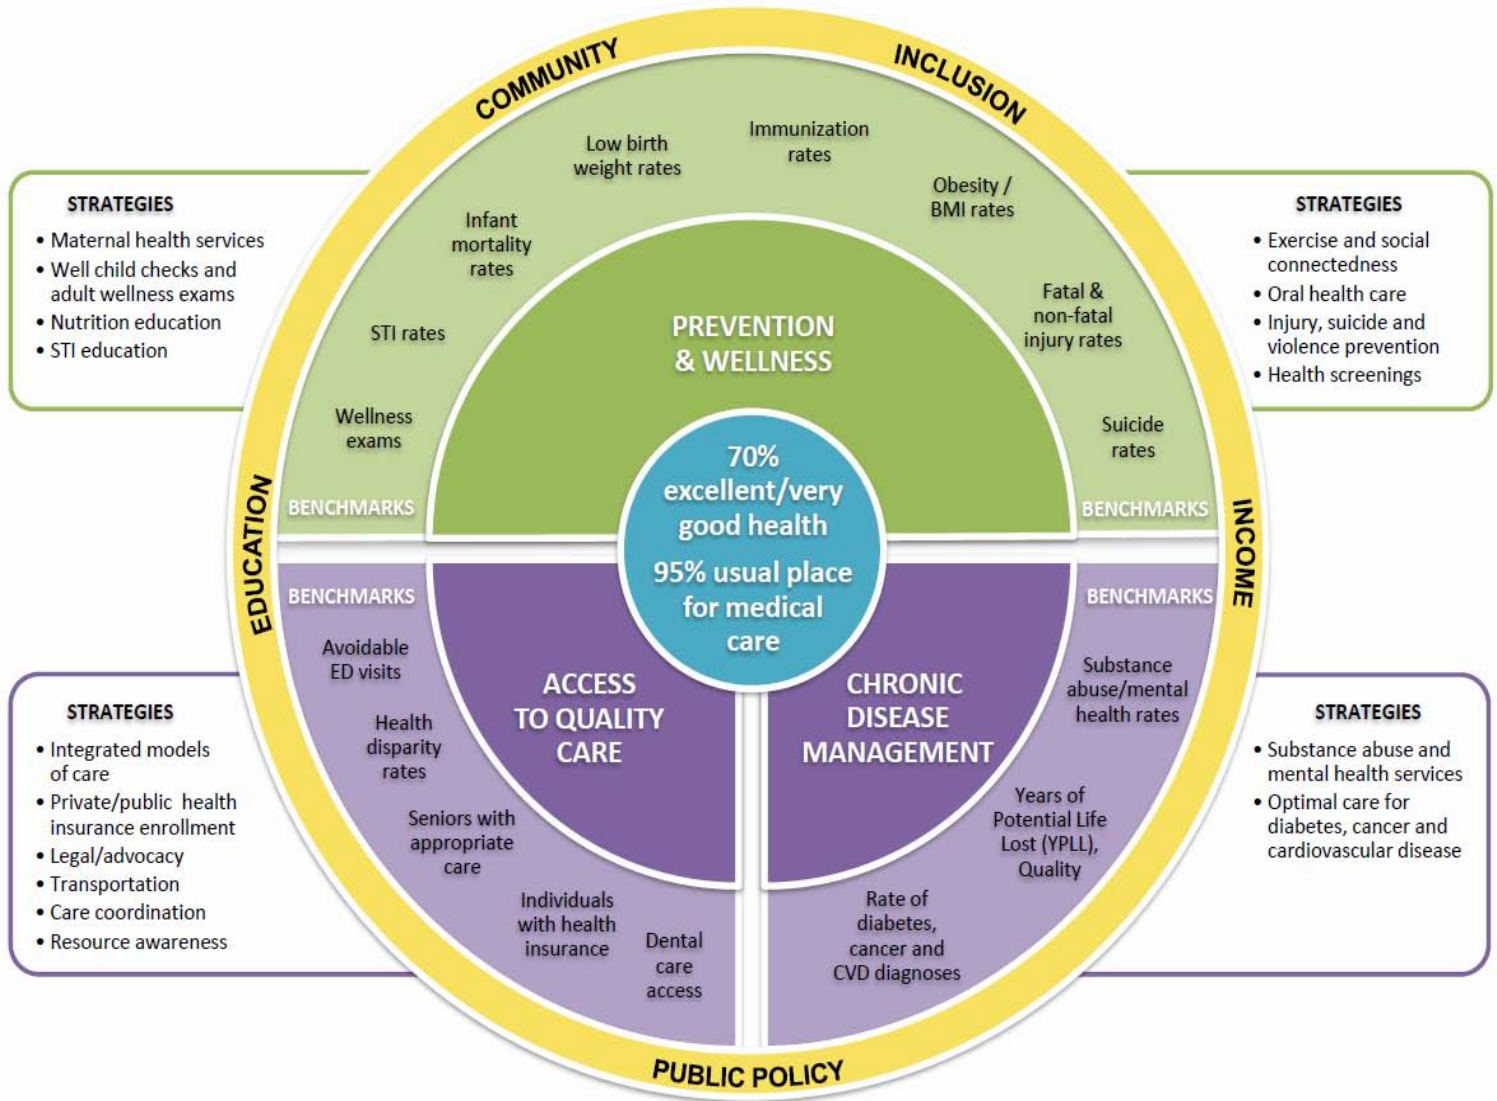 COMMUNITY
INCLUSION
Low birth
weight rates
Immunization
rates
Obesity /
BMI rates
Infant
mortality
rates
Fatal &
non-fatal
injury rates
STI rates
Wellness
exams
Suicide
rates
BENCHMARKS
BENCHMARKS
PREVENTION
& WELLNESS
STRATEGIES
• Maternal health services
• Well child checks and
adult wellness exams
• Nutrition education
• STI education
STRATEGIES
• Exercise and social
connectedness
• Oral health care
• Injury, suicide and
violence prevention
• Health screenings
70%
excellent/very
good health
95% usual place
for medical
care
EDUCATION
INCOME
BENCHMARKS
Avoidable
ED visits
Health
disparity
rates
Seniors with
appropriate
care
Individuals
with health
insurance
Dental
care
access
ACCESS
TO QUALITY
CARE
CHRONIC
DISEASE
MANAGEMENT
BENCHMARKS
Substance
abuse/mental
health rates
Years of
Potential Life
Lost (YPLL),
Quality
Rate of
diabetes,
cancer and
CVD diagnoses
STRATEGIES
• Integrated models
of care
• Private/public health
insurance enrollment
• Legal/advocacy
• Transportation
• Care coordination
• Resource awareness
STRATEGIES
• Substance abuse and
mental health services
• Optimal care for
diabetes, cancer and
cardiovascular disease
PUBLIC POLICY